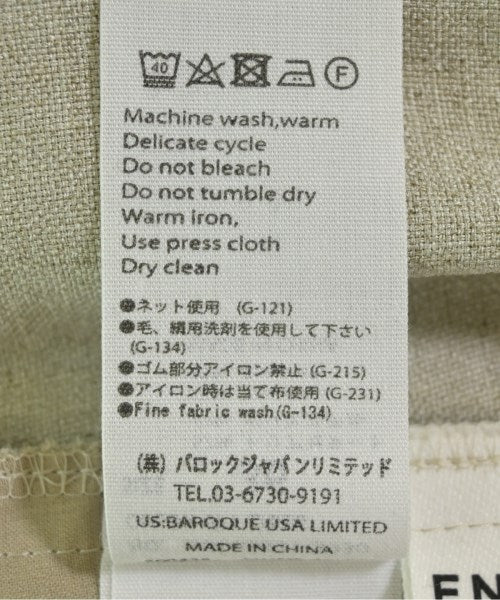 40 F
Machine wash,warm
Delicate cycle
Do not bleach
Do not tumble dry
Warm iron,
Use press cloth
Dry clean
●ネット使用 (G-121)
●毛、絹用洗剤を使用して下さい
(G-134)
●ゴム部分アイロン禁止 (G-215)
●アイロン時は当て布使用 (G-231)
●Fine fabric wash(G-134)
(株) バロックジャパンリミテッド
TEL.03-6730-9191
US:BAROQUE USA LIMITED
MADE IN CHINA
EN